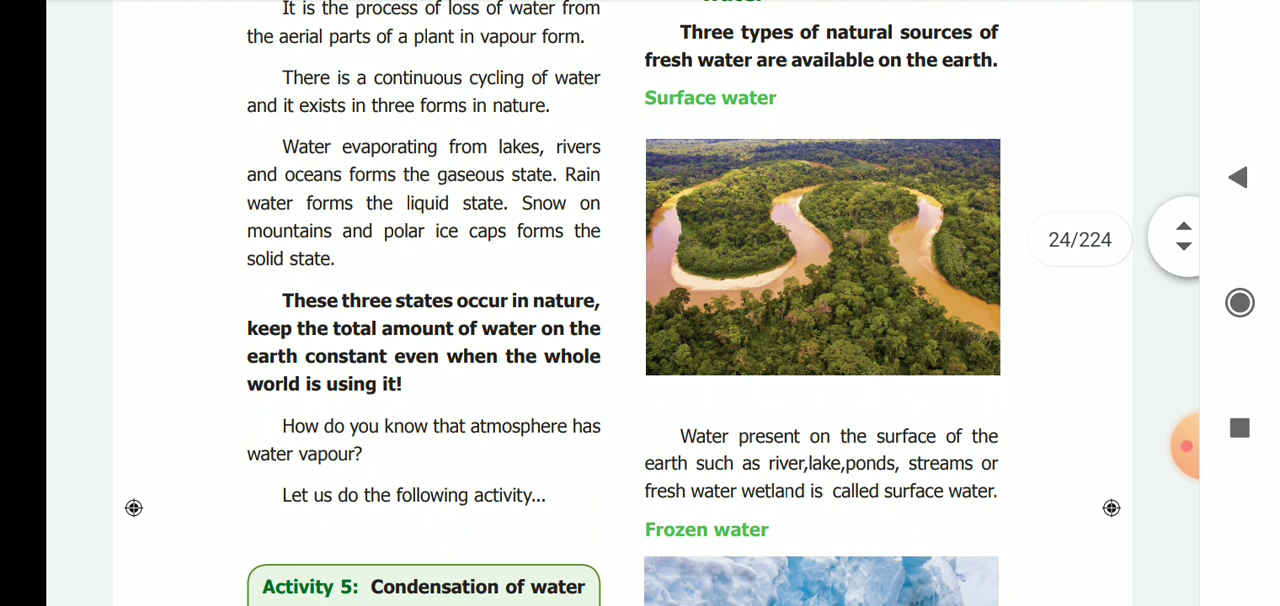 It is the process of loss of water from
the aerial parts of a plant in vapour form.
There is a continuous cycling of water
and it exists in three forms in nature.
Water evaporating from lakes, rivers
and oceans forms the gaseous state. Rain
water forms the liquid state. Snow on
mountains and polar ice caps forms the
solid state.
These three states occur in nature,
keep the total amount of water on the
earth constant even when the whole
world is using it!
How do you know that atmosphere has
water vapour?
Let us do the following activity...
Activity 5: Condensation of water
water
Three types of natural sources of
fresh water are available on the earth.
Surface water
Water present on the surface of the
earth such as river,lake,ponds, streams or
fresh water wetland is called surface water.
Frozen water
24/224